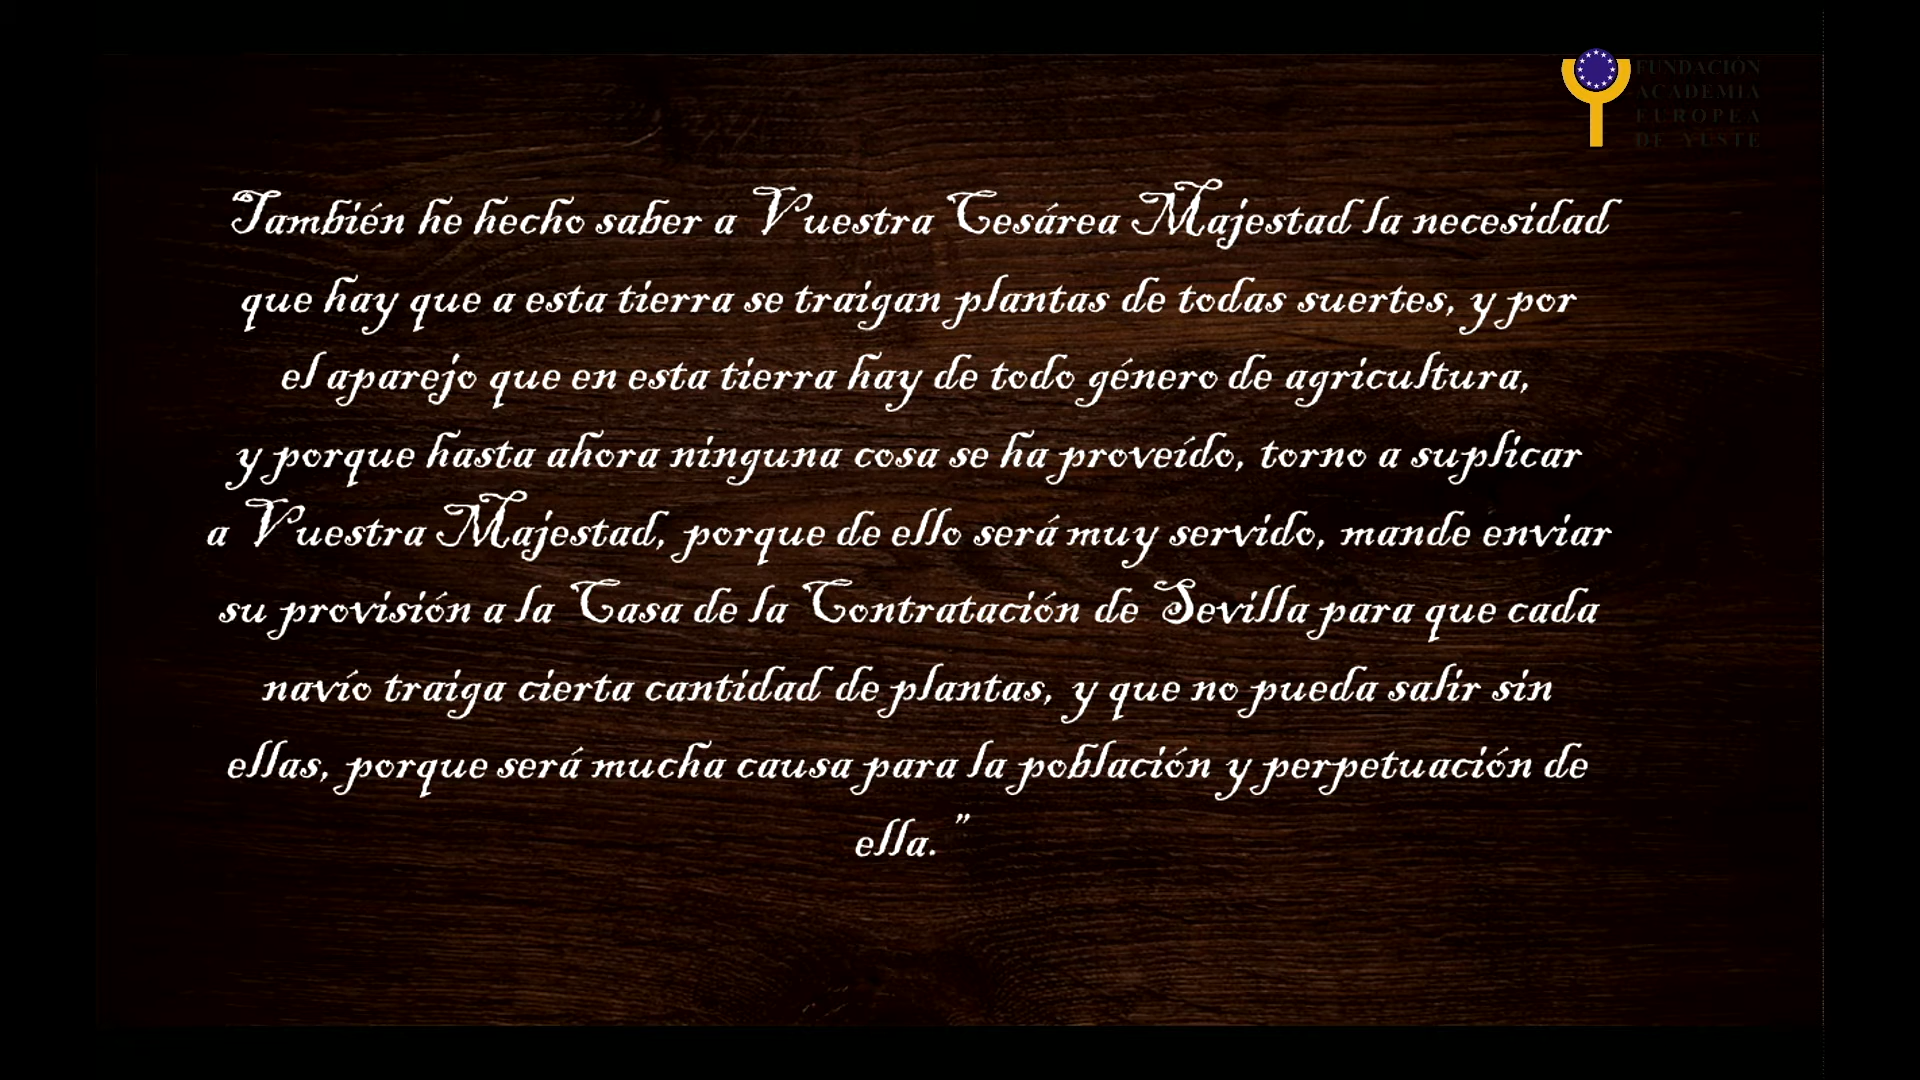 FUNDACIÓN
ACADEMIA
EUROPEA
DE YUSTE
También he hecho saber a Vuestra Cesárea Majestad la necesidad
que hay que a esta tierra se traigan plantas de todas suertes, y por
el aparejo que en esta tierra hay de todo género de agricultura,
y porque hasta ahora ninguna cosa se ha proveído, torno a suplicar
a Vuestra Majestad, porque de ello será muy servido, mande enviar
su provisión a la Casa de la Contratación de Sevilla para que cada
navío traiga cierta cantidad de plantas, y que no pueda salir sin
ellas, porque será mucha causa para la población y perpetuación de
ella. ”